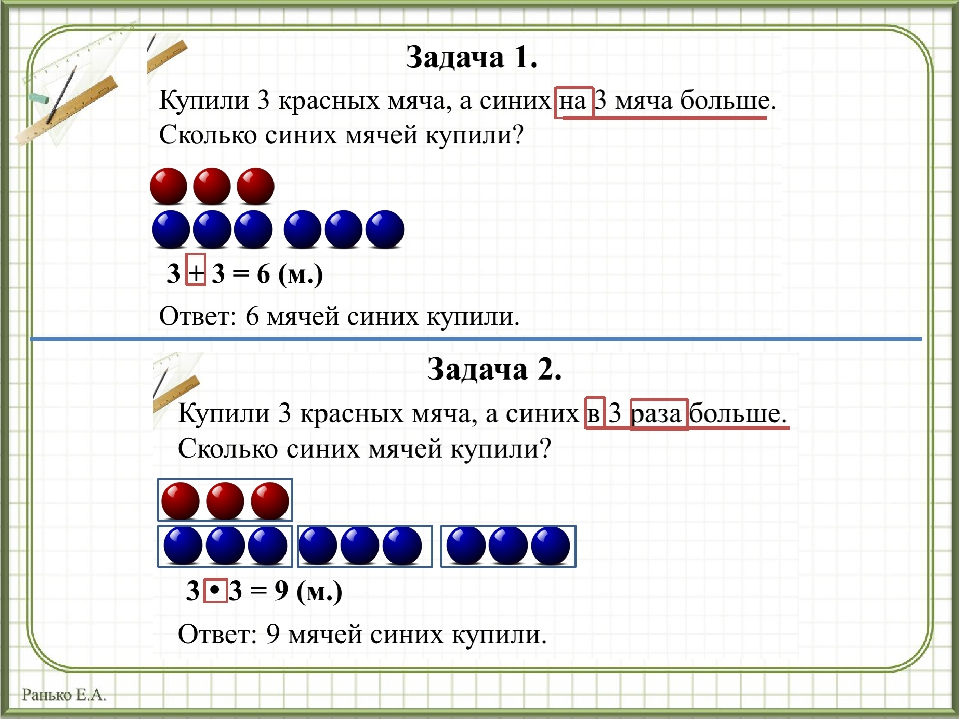 Задача 1.
Купили 3 красных мяча, а синих на 3 мяча больше.
Сколько синих мячей купили?
3 + 3 = 6 (м.)
Ответ: 6 мячей синих купили.
Задача 2.
Купили 3 красных мяча, а синих в 3 раза больше.
Сколько синих мячей купили?
3 • 3 = 9 (м.)
Ответ: 9 мячей синих купили.
Ранько Е.А.